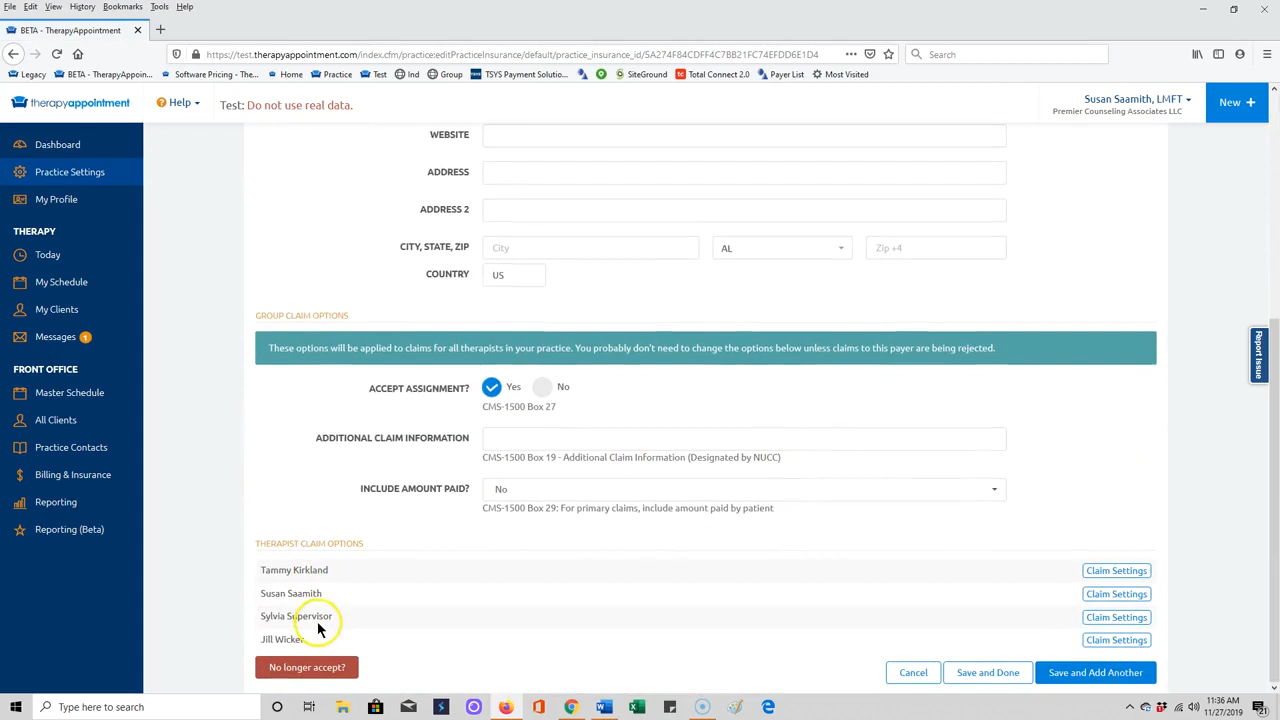 File Edit View History Bookmarks Tools Help
BETA - TherapyAppointment
https://test.therapyappointment.com/index.cfm/practice:editPracticeInsurance/default/practice_insurance_id/SA274F84CDFF4C7BB21FC74EFDD6E1D4
Search
Legacy BETA - TherapyAppoin... Software Pricing - The... Home Practice Test Ind Group TSYS Payment Solutio... SiteGround Total Connect 2.0 Payer List Most Visited
therapyappointment
Help
Test: Do not use real data.
Susan Saamith, LMFT
Premier Counseling Associates LLC
New +
Dashboard
Practice Settings
My Profile
THERAPY
Today
My Schedule
My Clients
Messages 1
FRONT OFFICE
Master Schedule
All Clients
Practice Contacts
Billing & Insurance
Reporting
Reporting (Beta)
WEBSITE
ADDRESS
ADDRESS 2
CITY, STATE, ZIP City AL Zip +4
COUNTRY US
GROUP CLAIM OPTIONS
These options will be applied to claims for all therapists in your practice. You probably don't need to change the options below unless claims to this payer are being rejected.
ACCEPT ASSIGNMENT? Yes No
CMS-1500 Box 27
ADDITIONAL CLAIM INFORMATION
CMS-1500 Box 19 - Additional Claim Information (Designated by NUCC)
INCLUDE AMOUNT PAID? No
CMS-1500 Box 29: For primary claims, include amount paid by patient
THERAPIST CLAIM OPTIONS
Tammy Kirkland Claim Settings
Susan Saamith Claim Settings
Sylvia Supervisor Claim Settings
Jill Claim Settings
No longer accept?
Cancel Save and Done Save and Add Another
Report Issue
Type here to search
11:36 AM
11/27/2019
21